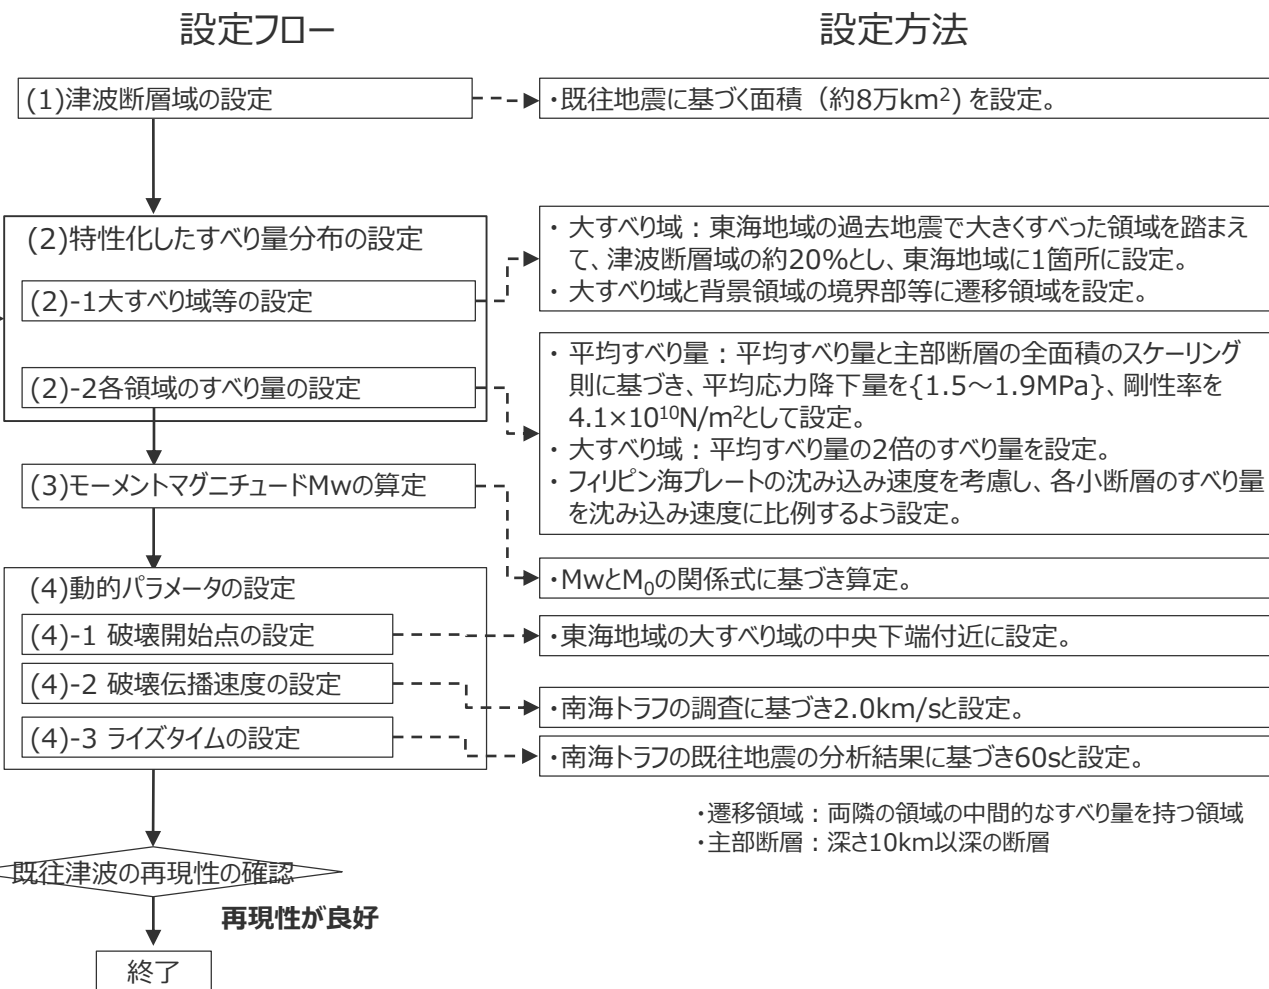 設定フロー
設定方法
(1)津波断層域の設定
・既往地震に基づく面積（約8万km²) を設定。
(2)特性化したすべり量分布の設定
(2)-1大すべり域等の設定
・ 大すべり域：東海地域の過去地震で大きくすべった領域を踏まえ
て、津波断層域の約20%とし、東海地域に1箇所に設定。
・ 大すべり域と背景領域の境界部等に遷移領域を設定。
(2)-2各領域のすべり量の設定
・ 平均すべり量：平均すべり量と主部断層の全面積のスケーリング
則に基づき、平均応力降下量を{1.5～1.9MPa}、剛性率を
4.1×10¹⁰N/m²として設定。
・ 大すべり域：平均すべり量の2倍のすべり量を設定。
・ フィリピン海プレートの沈み込み速度を考慮し、各小断層のすべり量
を沈み込み速度に比例するよう設定。
(3)モーメントマグニチュードMwの算定
・MwとM₀の関係式に基づき算定。
(4)動的パラメータの設定
(4)-1 破壊開始点の設定
・東海地域の大すべり域の中央下端付近に設定。
(4)-2 破壊伝播速度の設定
・南海トラフの調査に基づき2.0km/sと設定。
(4)-3 ライズタイムの設定
・南海トラフの既往地震の分析結果に基づき60sと設定。
・遷移領域：両隣の領域の中間的なすべり量を持つ領域
・主部断層：深さ10km以深の断層
既往津波の再現性の確認
再現性が良好
終了